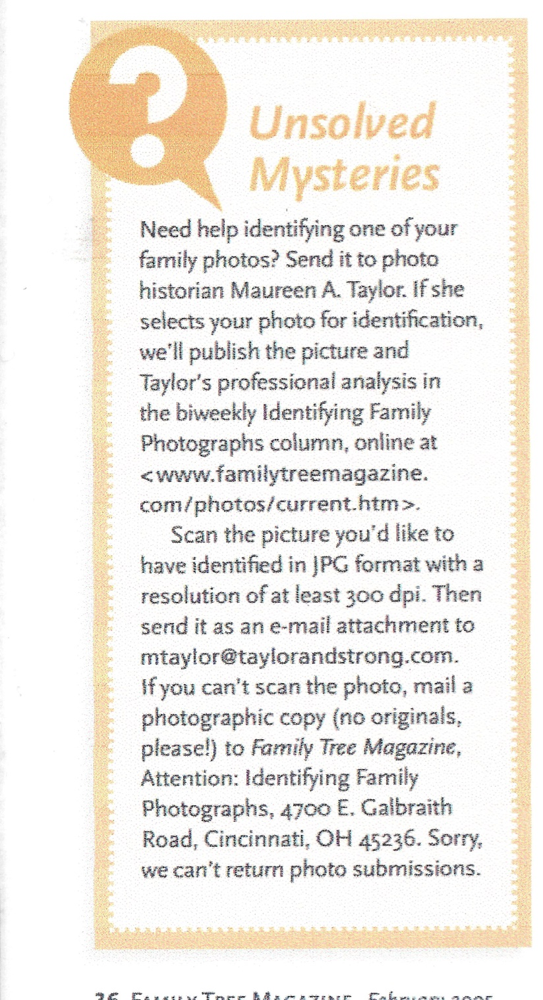 ?
Unsolved
Mysteries
Need help identifying one of your
family photos? Send it to photo
historian Maureen A. Taylor. If she
selects your photo for identification,
we'll publish the picture and
Taylor's professional analysis in
the biweekly Identifying Family
Photographs column, online at
<www.familytreemagazine.
com/photos/current.htm>.
Scan the picture you'd like to
have identified in JPG format with a
resolution of at least 300 dpi. Then
send it as an e-mail attachment to
mtaylor@taylorandstrong.com.
If you can't scan the photo, mail a
photographic copy (no originals,
please!) to Family Tree Magazine,
Attention: Identifying Family
Photographs, 4700 E. Galbraith
Road, Cincinnati, OH 45236. Sorry,
we can't return photo submissions.
FAMILY TREE MAGAZINE February